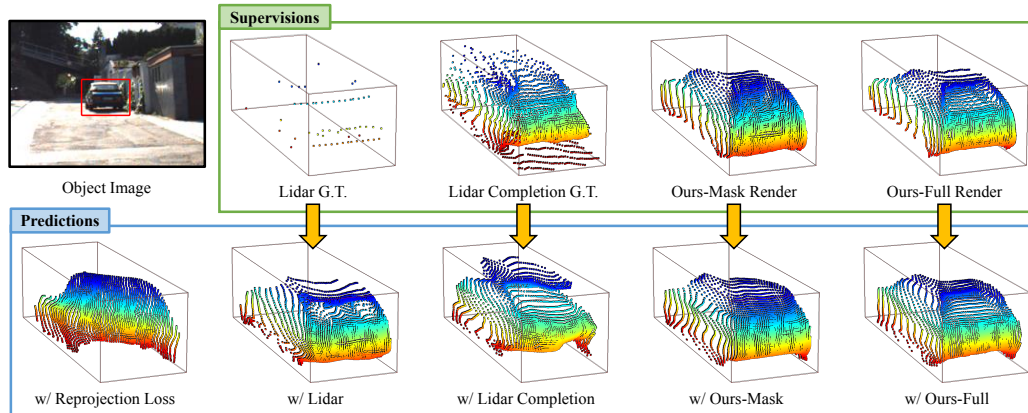 Supervisions
Object Image
Lidar G.T.
Lidar Completion G.T.
Ours-Mask Render
Ours-Full Render
Predictions
w/ Reprojection Loss
w/ Lidar
w/ Lidar Completion
w/ Ours-Mask
w/ Ours-Full